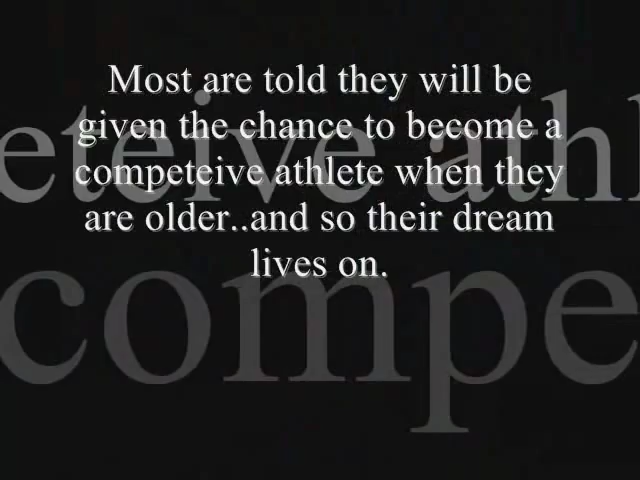 Most are told they will be
given the chance to become a
competeive athlete when they
are older..and so their dream
lives on.
eteive athl
compe